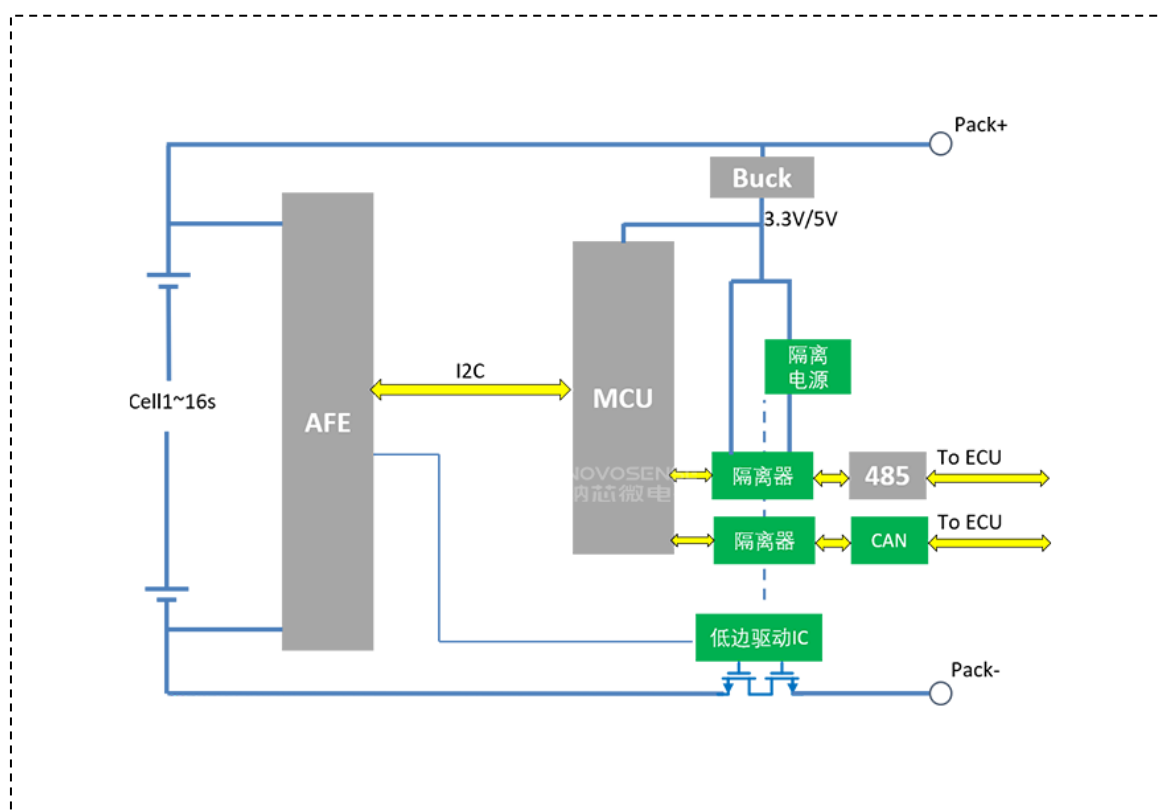 Pack+
Buck
3.3V/5V
隔离
电源
I2C
MCU
Cell1~16s
AFE
NOVOSEN
纳芯微电
隔离器
485
To ECU
隔离器
CAN
To ECU
低边驱动IC
Pack-